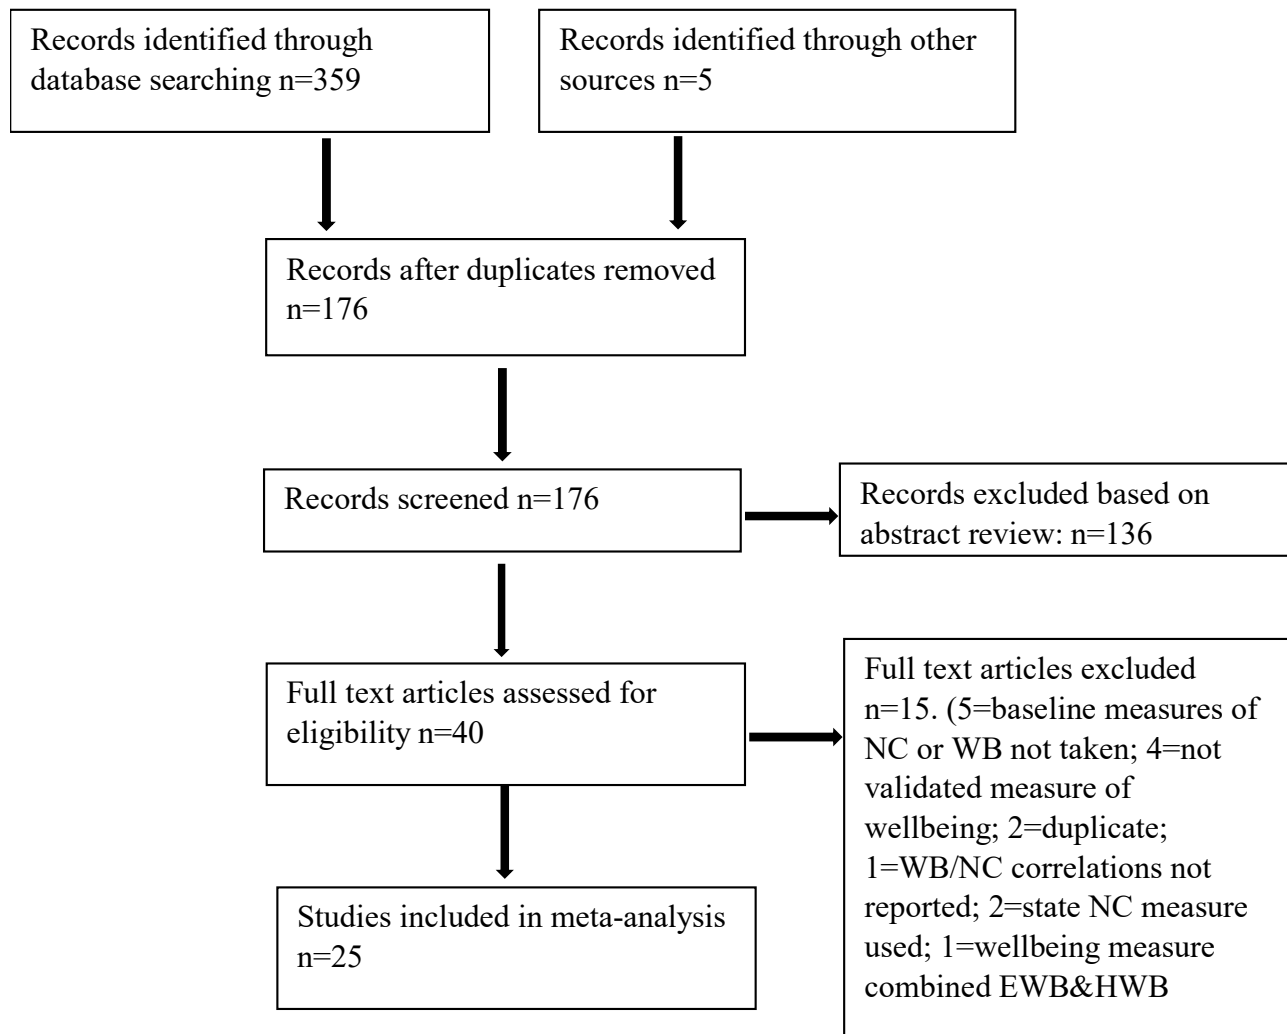 Records identified through
database searching n=359
Records identified through other
sources n=5
Records after duplicates removed
n=176
Records screened n=176
Records excluded based on
abstract review: n=136
Full text articles assessed for
eligibility n=40
Full text articles excluded
n=15. (5=baseline measures of
NC or WB not taken; 4=not
validated measure of
wellbeing; 2=duplicate;
1=WB/NC correlations not
reported; 2=state NC measure
used; 1=wellbeing measure
combined EWB&HWB
Studies included in meta-analysis
n=25